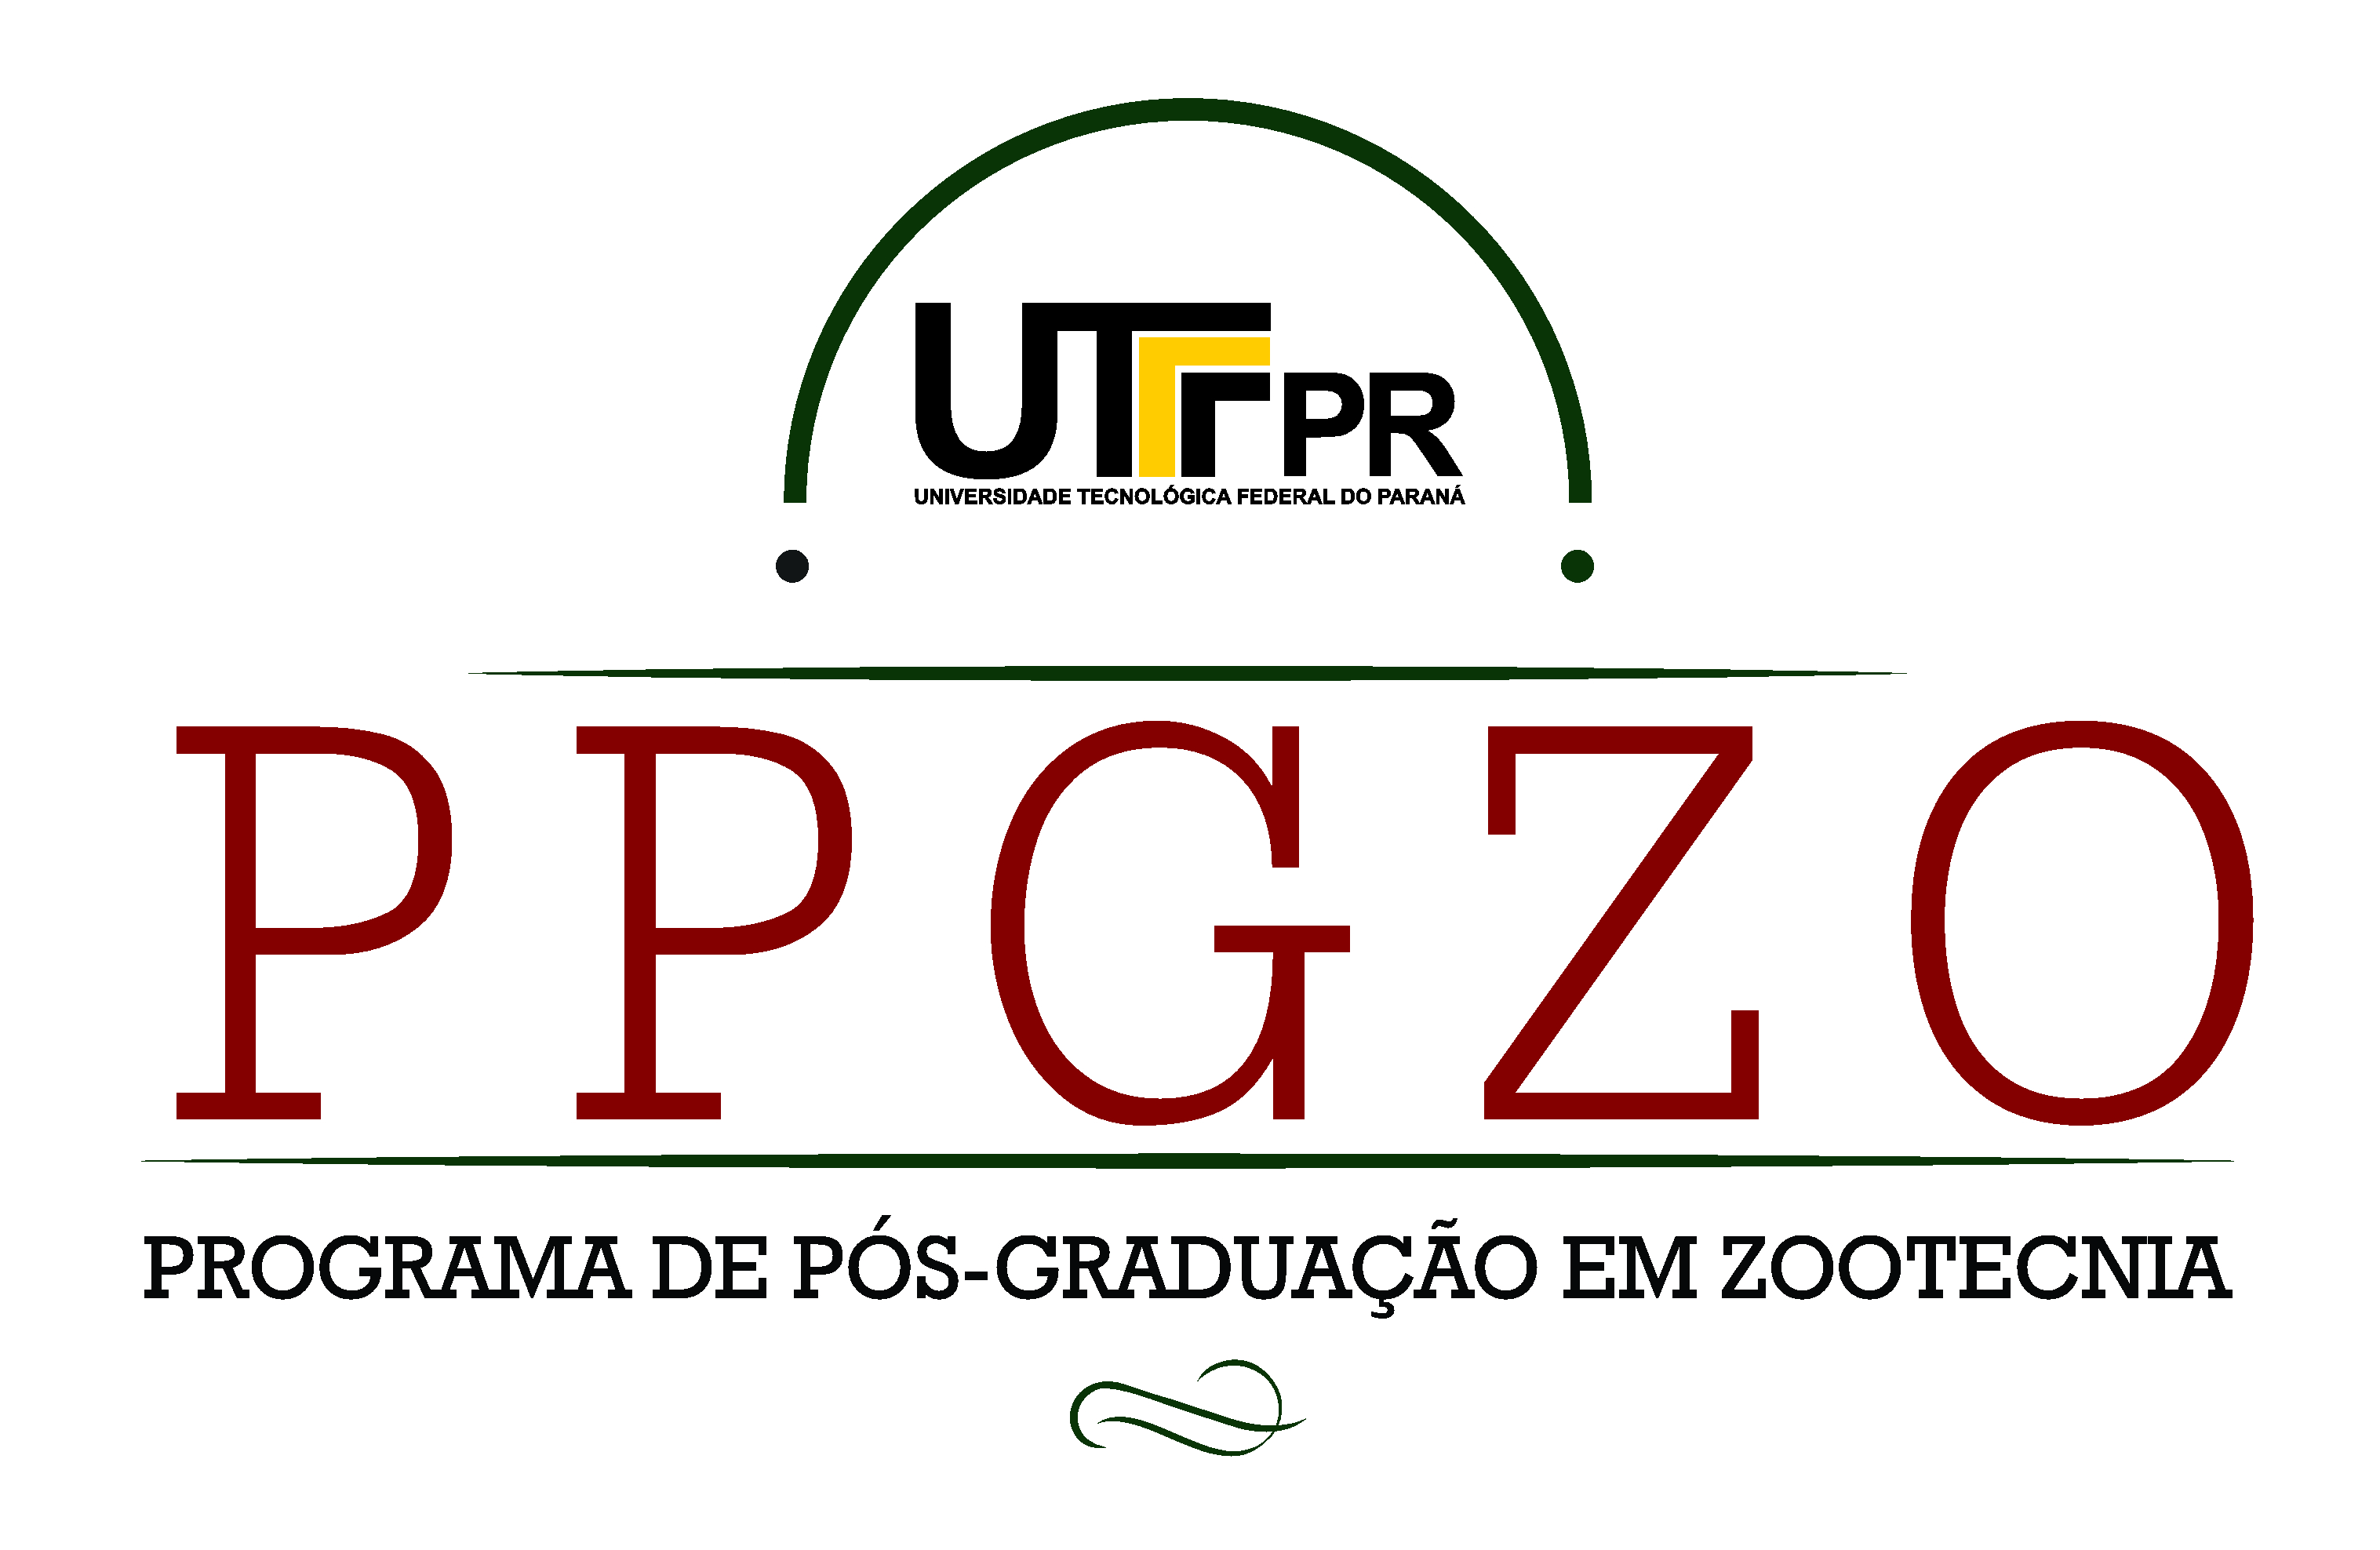 UTFPR
UNIVERSIDADE TECNOLÓGICA FEDERAL DO PARANÁ
PPGZO
PROGRAMA DE PÓS-GRADUAÇÃO EM ZOOTECNIA